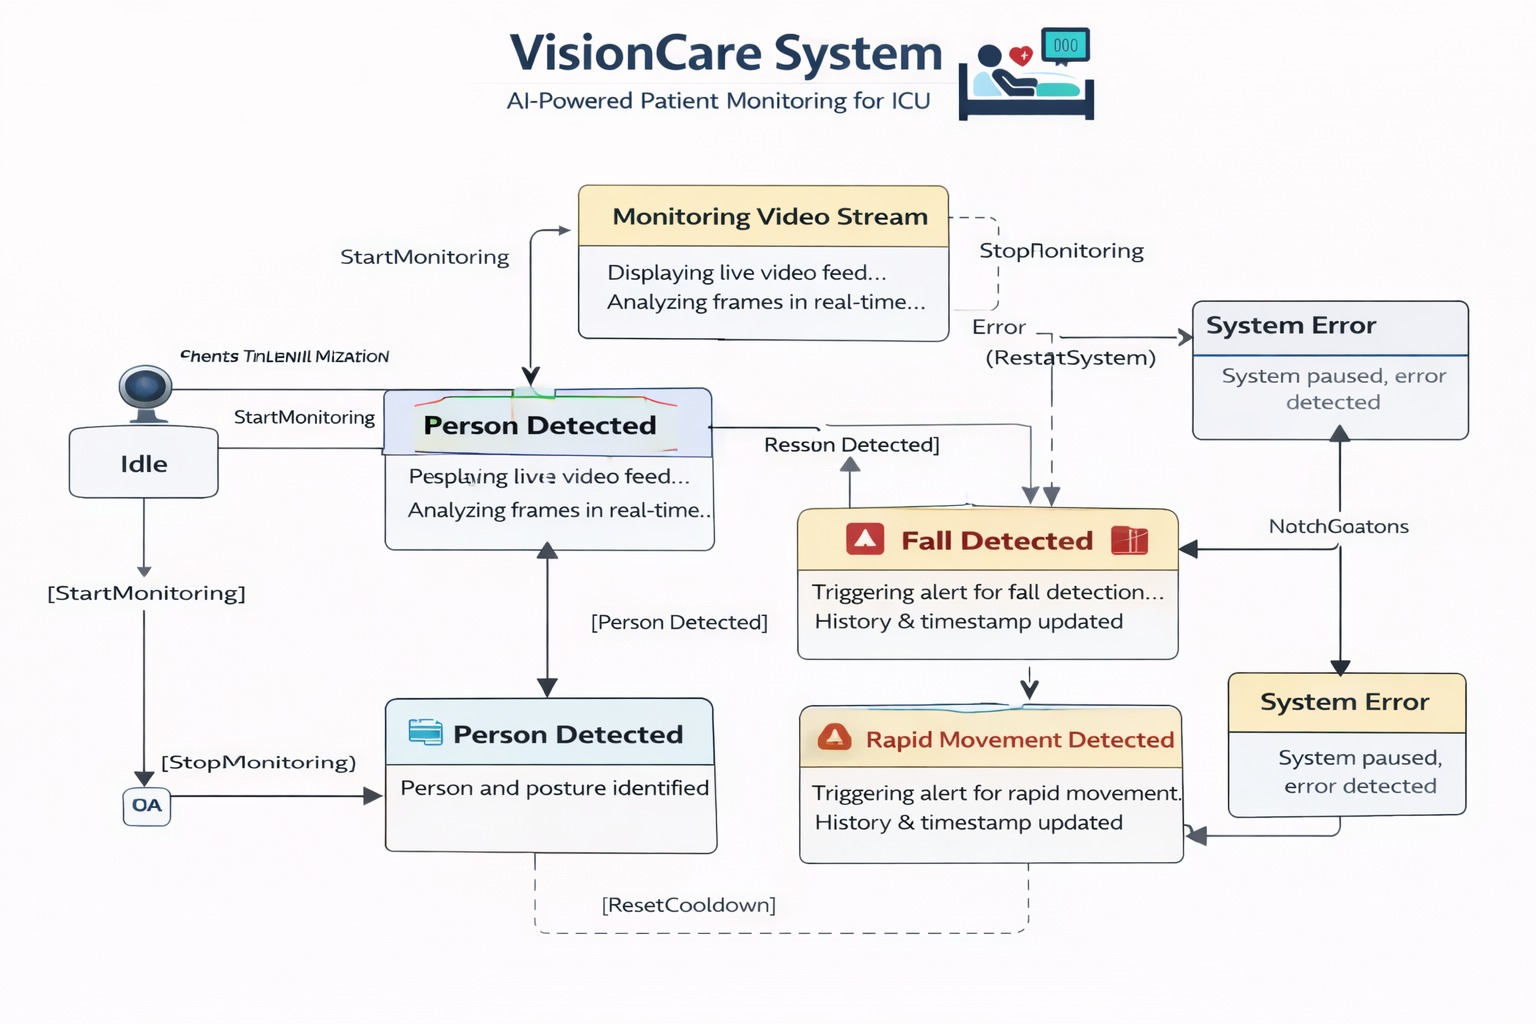 VisionCare System
000
AI-Powered Patient Monitoring for ICU
Monitoring Video Stream
Displaying live video feed...
Analyzing frames in real-time...
StartMonitoring
StopПonitoring
Error
(RestatSystem)
System Error
System paused, error
detected
StartMonitoring
Idle
Person Detected
Pesplaying live video feed...
Analyzing frames in real-time..
Resson Detected]
Fall Detected
Triggering alert for fall detection...
History & timestamp updated
NotchGoatons
[StartMonitoring]
[Person Detected]
System Error
System paused,
error detected
[StopMonitoring)
OA
Person Detected
Person and posture identified
Rapid Movement Detected
Triggering alert for rapid movement.
History & timestamp updated
[ResetCooldown]